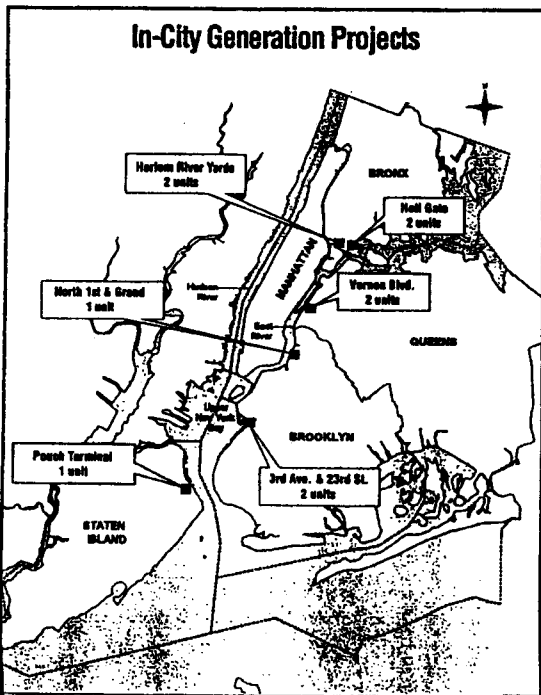 In-City Generation Projects
N
Harlem River Yards
2 units
BRONX
Hell Gate
2 units
MANHATTAN
North 1st & Grand
1 unit
Hudson
River
Vernon Blvd.
2 units
East
River
QUEENS
Upper
New York
Bay
BROOKLYN
Pouch Terminal
1 unit
3rd Ave. & 23rd St.
2 units
STATEN
ISLAND